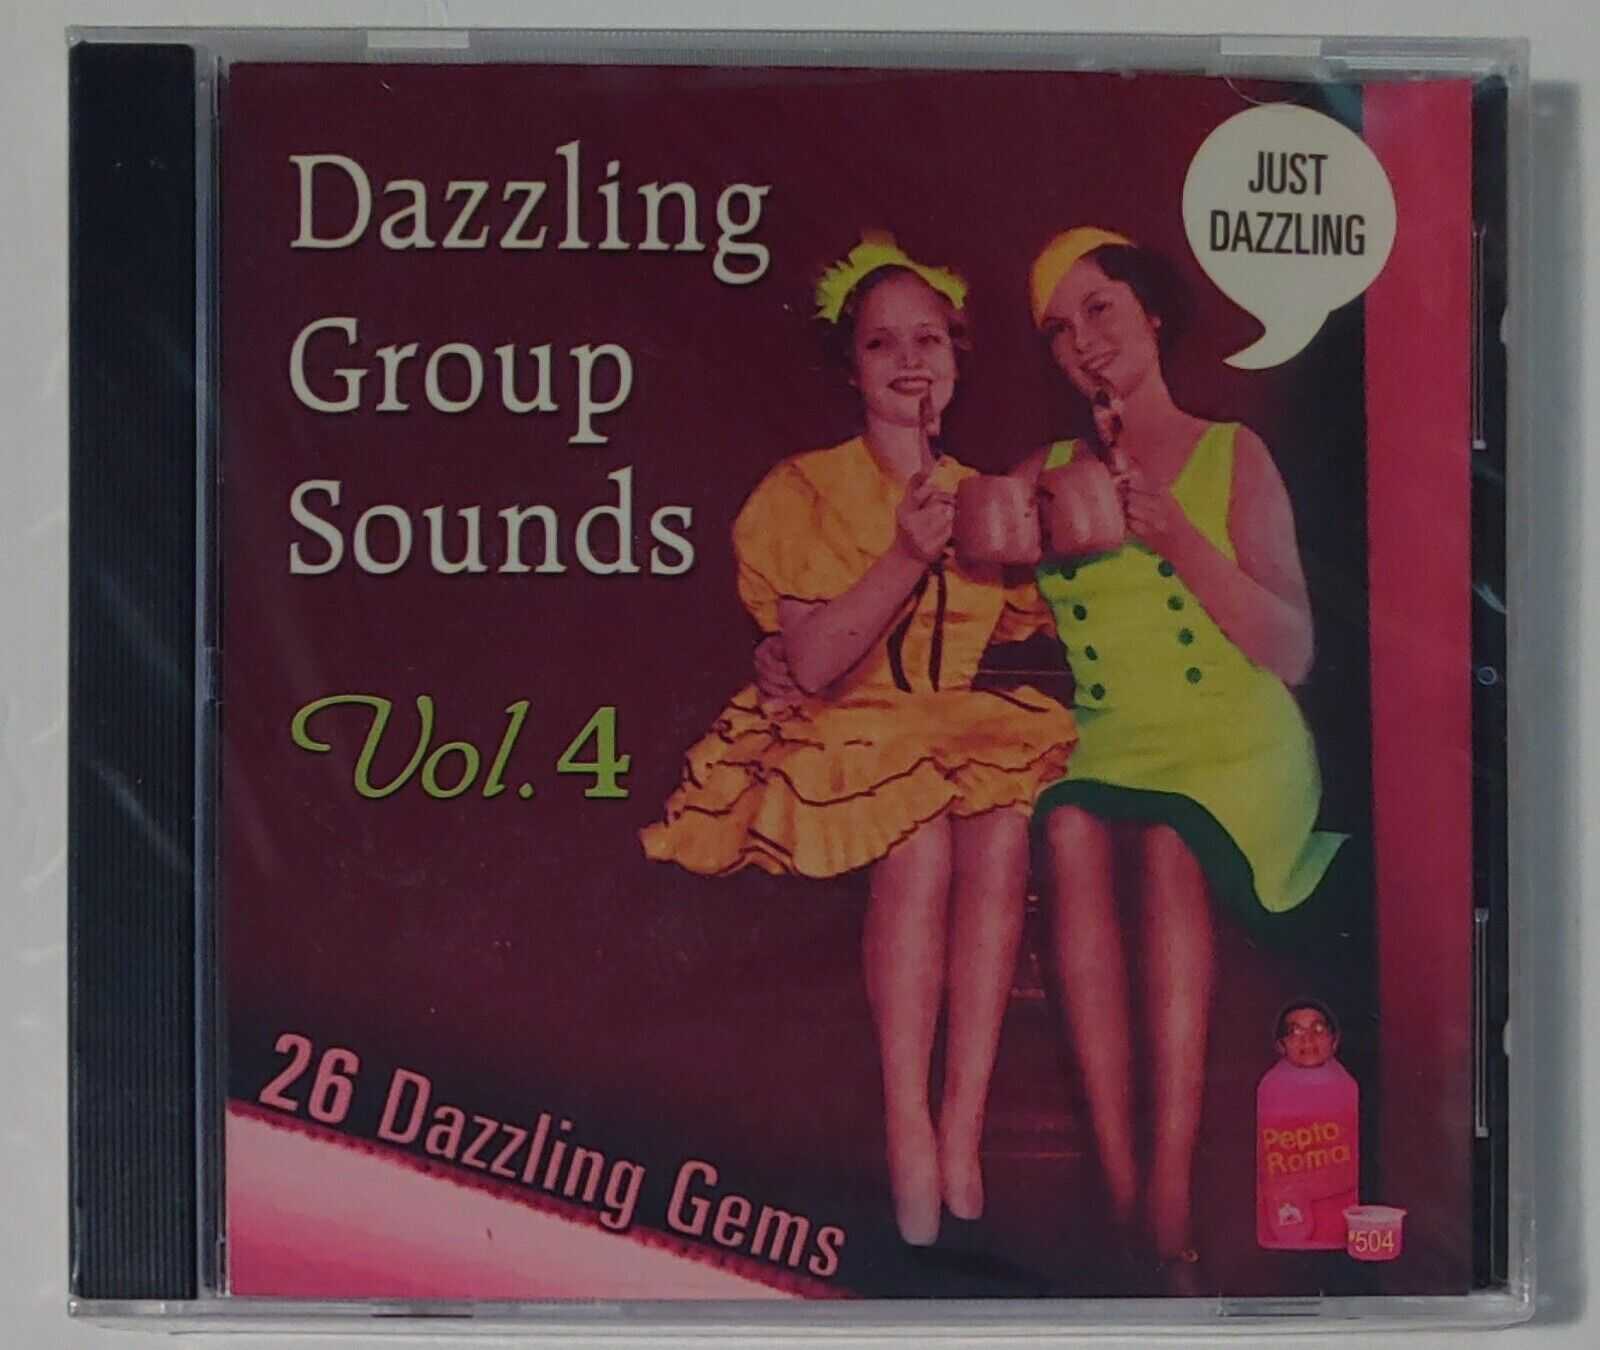 Dazzling
Group
Sounds
Vol. 4
JUST
DAZZLING
26 Dazzling Gems
Pepto
Roma
#504